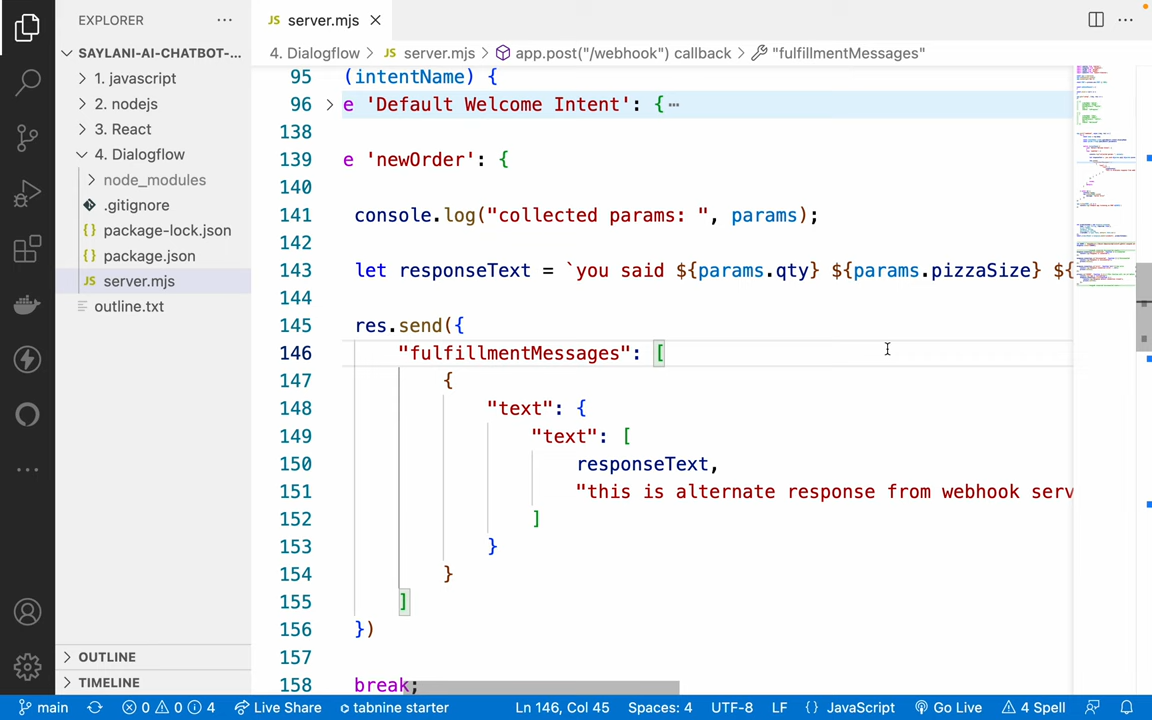 EXPLORER
SAYLANI-AI-CHATBOT-...
1. javascript
2. nodejs
3. React
4. Dialogflow
node_modules
.gitignore
package-lock.json
package.json
JS server.mjs
outline.txt
OUTLINE
TIMELINE
JS server.mjs
4. Dialogflow > JS server.mjs > app.post("/webhook") callback > "fulfillmentMessages"
95 (intentName) {
96 e 'Default Welcome Intent': {
138
139 e 'newOrder': {
140
141 console.log("collected params: ", params);
142
143 let responseText = `you said ${params.qty} ${params.pizzaSize} ${
144
145 res.send({
146 "fulfillmentMessages": [
147 {
148 "text": {
149 "text": [
150 responseText,
151 "this is alternate response from webhook serv
152 ]
153 }
154 }
155 ]
156 })
157
158 break;
main 0 0 4 Live Share tabnine starter Ln 146, Col 45 Spaces: 4 UTF-8 LF {} JavaScript Go Live 4 Spell